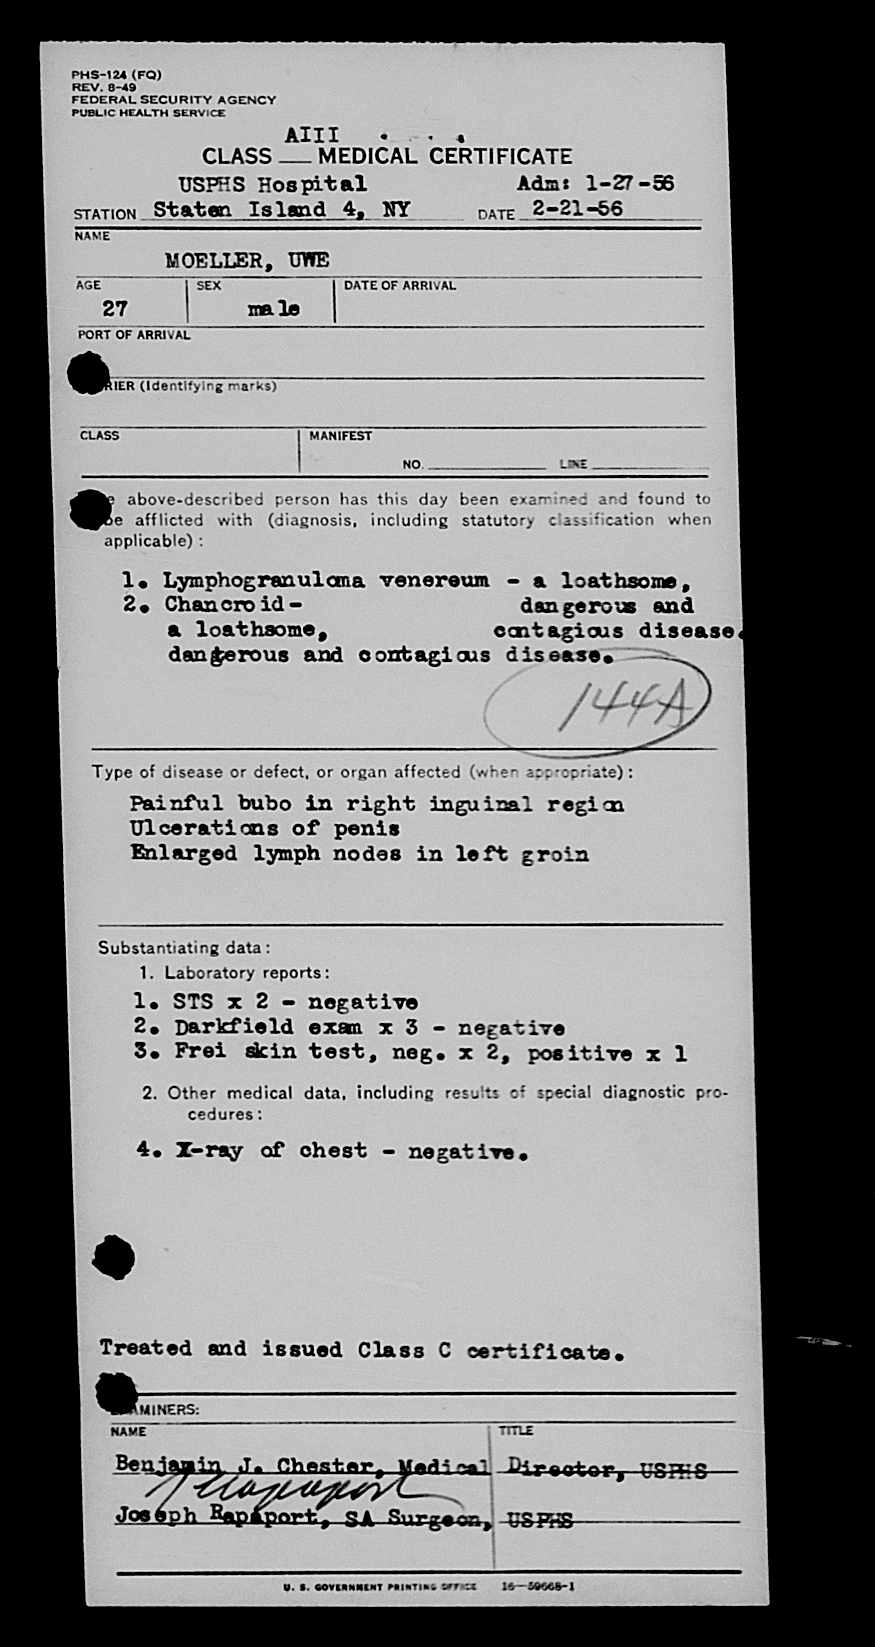 PHS-124 (FQ)
REV. 8-49
FEDERAL SECURITY AGENCY
PUBLIC HEALTH SERVICE
AIII
CLASS MEDICAL CERTIFICATE
USPHS Hospital Adm: 1-27-56
STATION Staten Island 4, NY DATE 2-21-56
NAME
MOELLER, UWE
AGE SEX DATE OF ARRIVAL
27 male
PORT OF ARRIVAL
RIER (Identifying marks)
CLASS MANIFEST
NO. LINE
e above-described person has this day been examined and found to
be afflicted with (diagnosis, including statutory classification when
applicable):
1. Lymphogranuloma venereum - a loathsome,
2. Chancroid- dangerous and
a loathsome, contagious disease.
dangerous and contagious disease.
144A
Type of disease or defect, or organ affected (when appropriate):
Painful bubo in right inguinal region
Ulcerations of penis
Enlarged lymph nodes in left groin
Substantiating data:
1. Laboratory reports:
1. STS x 2 - negative
2. Darkfield exam x 3 - negative
3. Frei skin test, neg. x 2, positive x 1
2. Other medical data, including results of special diagnostic pro-
cedures:
4. X-ray of chest - negative.
Treated and issued Class C certificate.
MINERS:
NAME TITLE
Benjamin J. Chester, Medical Director, USPHS
Joseph Rapaport, SA Surgeon, USPHS
U. S. GOVERNMENT PRINTING OFFICE 16—59668-1